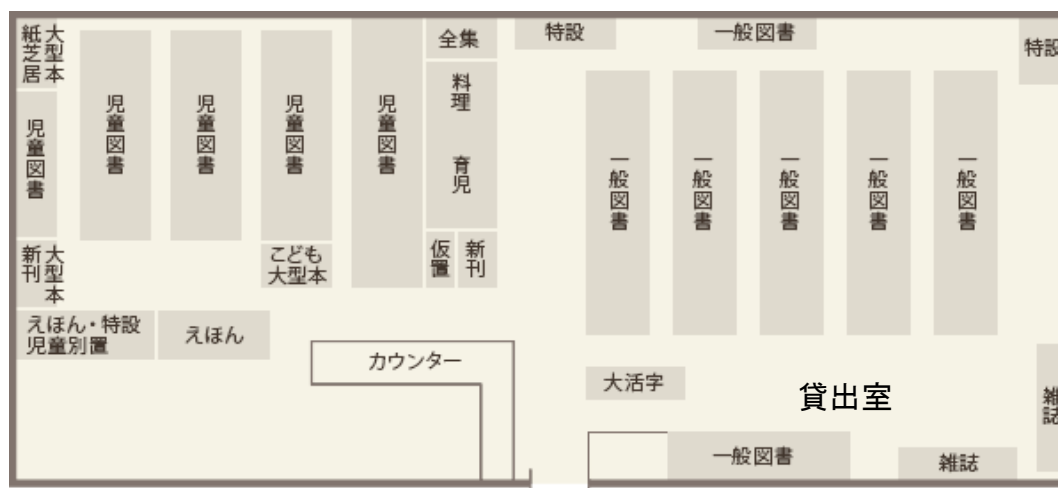 大型本
紙芝居
児童図書
児童図書
児童図書
児童図書
児童図書
全集
料理
育児
特設
一般図書
特設
一般図書
一般図書
一般図書
一般図書
一般図書
大型本
新刊
こども
大型本
仮置
新刊
えほん・特設
児童別置
えほん
カウンター
大活字
貸出室
雑誌
一般図書
雑誌